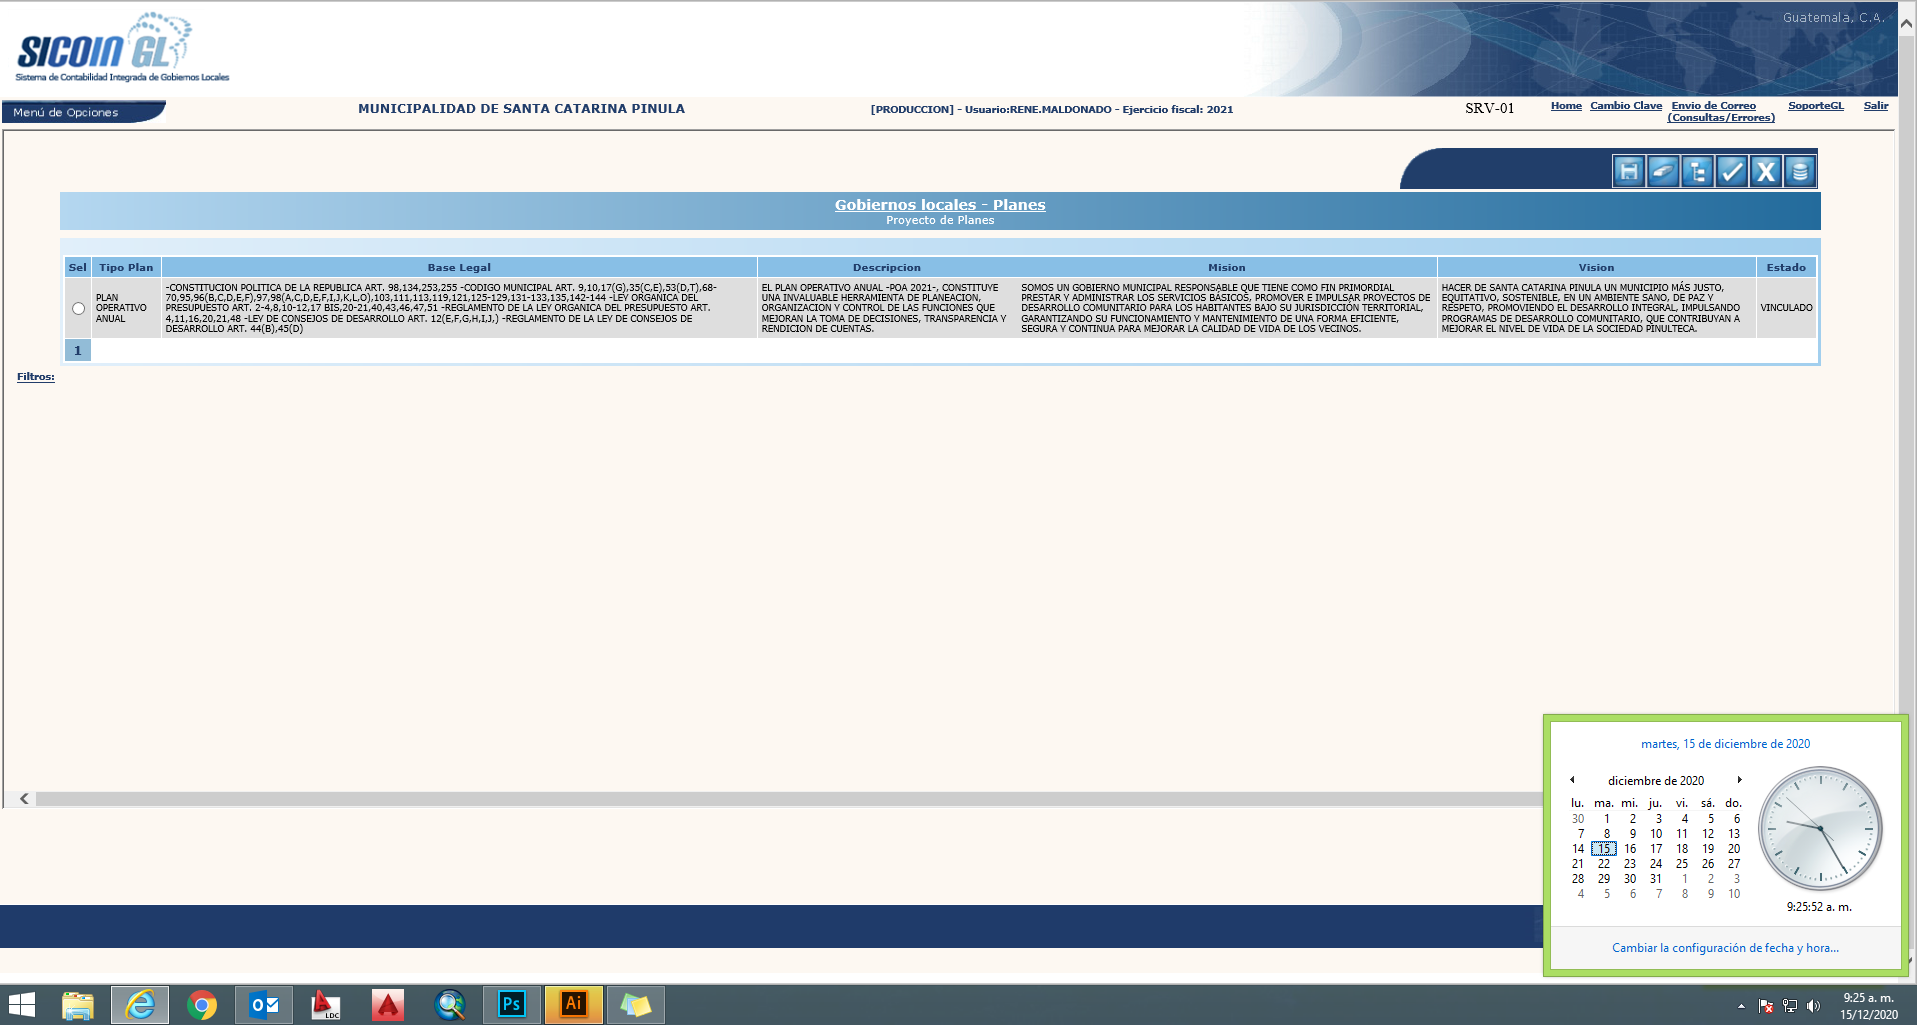 Guatemala, C.A.
SICOIN GL
Sistema de Contabilidad Integrada de Gobiernos Locales
Menú de Opciones
MUNICIPALIDAD DE SANTA CATARINA PINULA
[PRODUCCION] - Usuario:RENE.MALDONADO - Ejercicio fiscal: 2021
SRV-01
Home Cambio Clave Envio de Correo (Consultas/Errores) SoporteGL Salir
Gobiernos locales - Planes
Proyecto de Planes
Sel Tipo Plan Base Legal Descripcion Mision Vision Estado
PLAN
OPERATIVO
ANUAL
-CONSTITUCION POLITICA DE LA REPUBLICA ART. 98,134,253,255 -CODIGO MUNICIPAL ART. 9,10,17(G),35(C,E),53(D,T),68-
70,95,96(B,C,D,E,F),97,98(A,C,D,E,F,I,J,K,L,O),103,111,113,119,121,125-129,131-133,135,142-144 -LEY ORGANICA DEL
PRESUPUESTO ART. 2-4,8,10-12,17 BIS,20-21,40,43,46,47,51 -REGLAMENTO DE LA LEY ORGANICA DEL PRESUPUESTO ART.
4,11,16,20,21,48 -LEY DE CONSEJOS DE DESARROLLO ART. 12(E,F,G,H,I,J,) -REGLAMENTO DE LA LEY DE CONSEJOS DE
DESARROLLO ART. 44(B),45(D)
EL PLAN OPERATIVO ANUAL -POA 2021-, CONSTITUYE
UNA INVALUABLE HERRAMIENTA DE PLANEACION,
ORGANIZACION Y CONTROL DE LAS FUNCIONES QUE
MEJORAN LA TOMA DE DECISIONES, TRANSPARENCIA Y
RENDICION DE CUENTAS.
SOMOS UN GOBIERNO MUNICIPAL RESPONSABLE QUE TIENE COMO FIN PRIMORDIAL
PRESTAR Y ADMINISTRAR LOS SERVICIOS BÁSICOS, PROMOVER E IMPULSAR PROYECTOS DE
DESARROLLO COMUNITARIO PARA LOS HABITANTES BAJO SU JURISDICCIÓN TERRITORIAL,
GARANTIZANDO SU FUNCIONAMIENTO Y MANTENIMIENTO DE UNA FORMA EFICIENTE,
SEGURA Y CONTINUA PARA MEJORAR LA CALIDAD DE VIDA DE LOS VECINOS.
HACER DE SANTA CATARINA PINULA UN MUNICIPIO MÁS JUSTO,
EQUITATIVO, SOSTENIBLE, EN UN AMBIENTE SANO, DE PAZ Y
RESPETO, PROMOVIENDO EL DESARROLLO INTEGRAL, IMPULSANDO
PROGRAMAS DE DESARROLLO COMUNITARIO, QUE CONTRIBUYAN A
MEJORAR EL NIVEL DE VIDA DE LA SOCIEDAD PINULTECA.
VINCULADO
1
Filtros:
martes, 15 de diciembre de 2020
diciembre de 2020
lu. ma. mi. ju. vi. sá. do.
30 1 2 3 4 5 6
7 8 9 10 11 12 13
14 15 16 17 18 19 20
21 22 23 24 25 26 27
28 29 30 31 1 2 3
4 5 6 7 8 9 10
9:25:52 a. m.
Cambiar la configuración de fecha y hora...
LDC
Ps
Ai
9:25 a. m.
15/12/2020